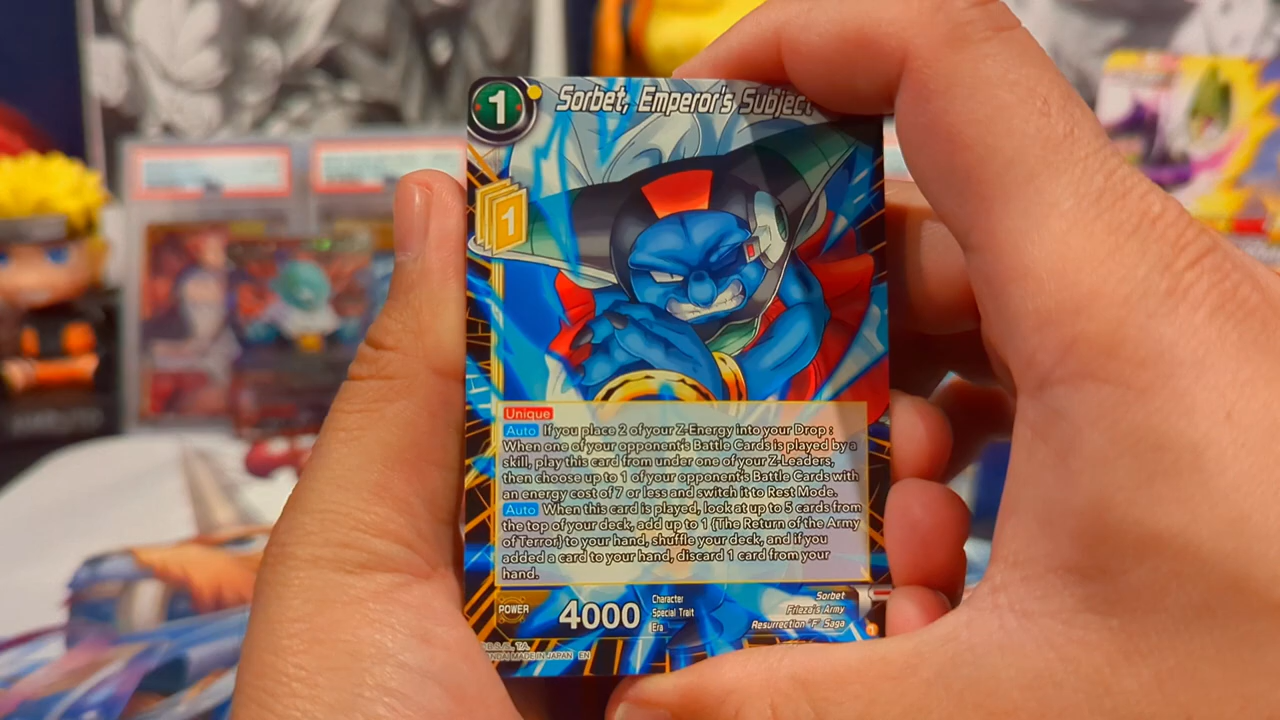 1
Sorbet, Emperor's Subject
1
Unique
Auto If you place 2 of your Z-Energy into your Drop :
When one of your opponent's Battle Cards is played by a
skill, play this card from under one of your Z-Leaders,
then choose up to 1 of your opponent's Battle Cards with
an energy cost of 7 or less and switch it to Rest Mode.
Auto When this card is played, look at up to 5 cards from
the top of your deck, add up to 1 {The Return of the Army
of Terror} to your hand, shuffle your deck, and if you
added a card to your hand, discard 1 card from your
hand.
POWER 4000
Character Sorbet
Special Trait Frieza's Army
Era Resurrection "F" Saga
MADE IN JAPAN EN